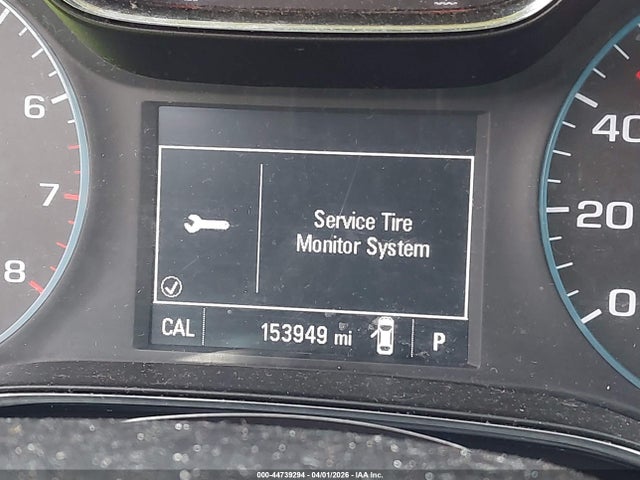 6
7
8
Service Tire
Monitor System
CAL
153949 mi
P
40
20
0
000-44739294 - 04/01/2026 - IAA Inc.